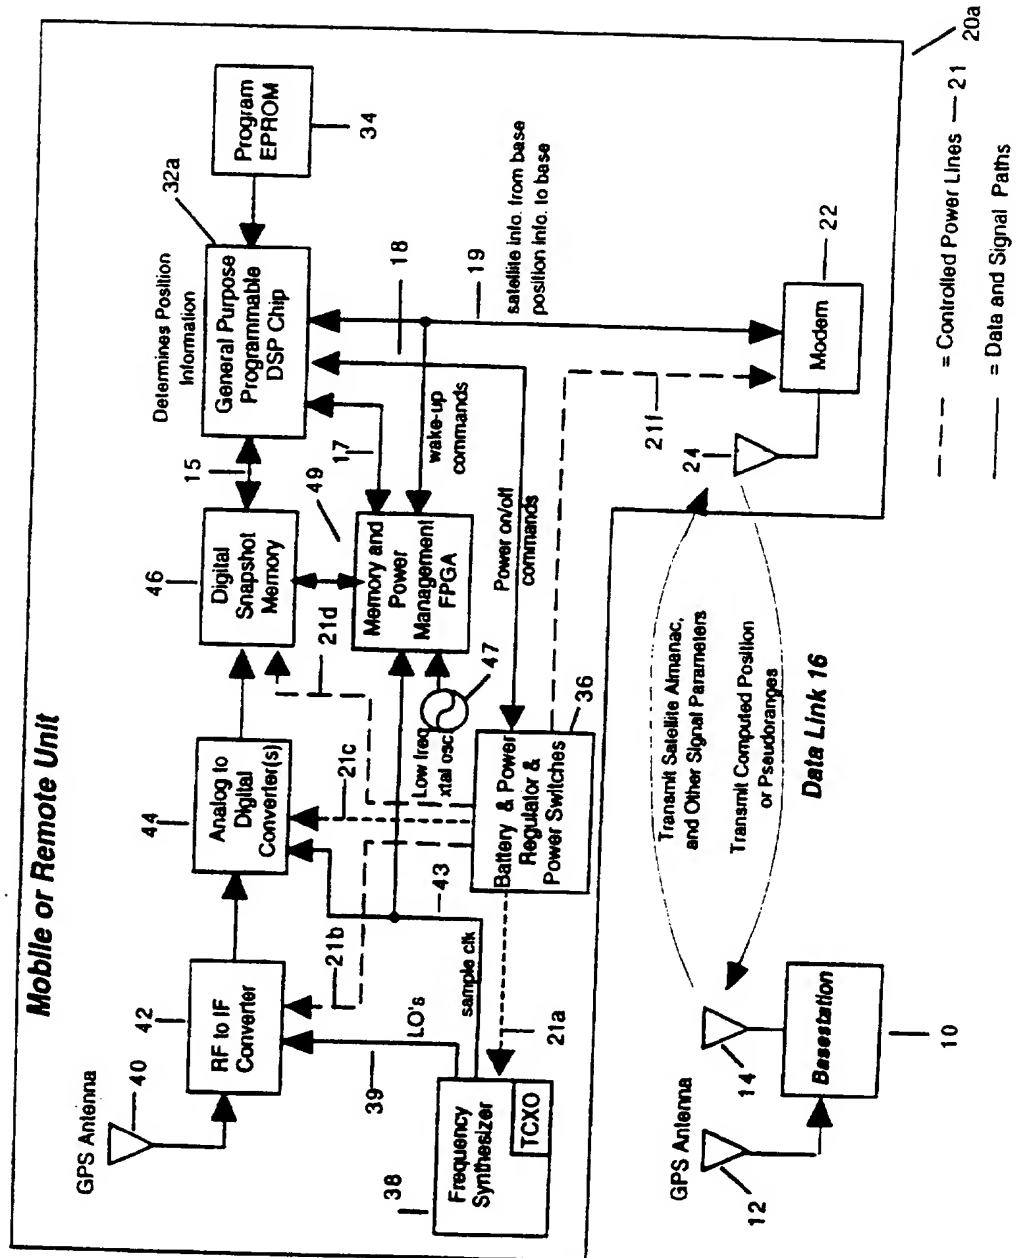 Mobile or Remote Unit
GPS Antenna
40
42
RF to IF
Converter
44
Analog to
Digital
Converter(s)
46
Digital
Snapshot
Memory
15
Determines Position
Information
32a
General Purpose
Programmable
DSP Chip
Program
EPROM
34
39
LO's
21b
43
sample clk
21c
21d
49
Memory and
Power
Management
FPGA
17
wake-up
commands
18
19
satellite info. from base
position info. to base
Low freq
xtal osc
47
38
Frequency
Synthesizer
TCXO
21a
Battery & Power
Regulator &
Power Switches
36
Power on/off
commands
21f
24
Modem
22
20a
GPS Antenna
12
14
Basestation
10
Transmit Satellite Almanac,
and Other Signal Parameters
Transmit Computed Position
or Pseudoranges
Data Link 16
= Controlled Power Lines
21
= Data and Signal Paths